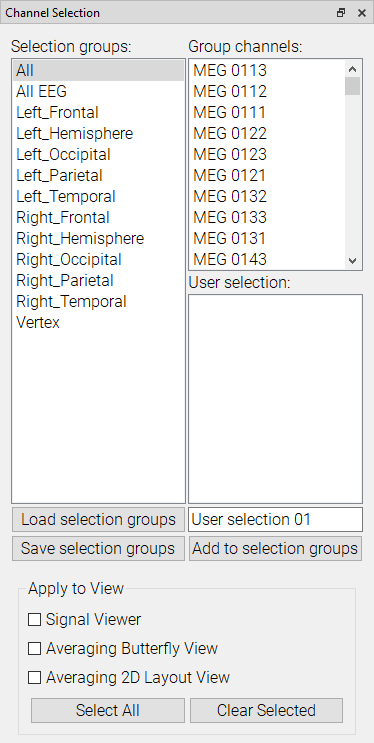 Channel Selection
Selection groups:
All
All EEG
Left_Frontal
Left_Hemisphere
Left_Occipital
Left_Parietal
Left_Temporal
Right_Frontal
Right_Hemisphere
Right_Occipital
Right_Parietal
Right_Temporal
Vertex
Group channels:
MEG 0113
MEG 0112
MEG 0111
MEG 0122
MEG 0123
MEG 0121
MEG 0132
MEG 0133
MEG 0131
MEG 0143
User selection:
Load selection groups
User selection 01
Save selection groups
Add to selection groups
Apply to View
Signal Viewer
Averaging Butterfly View
Averaging 2D Layout View
Select All
Clear Selected